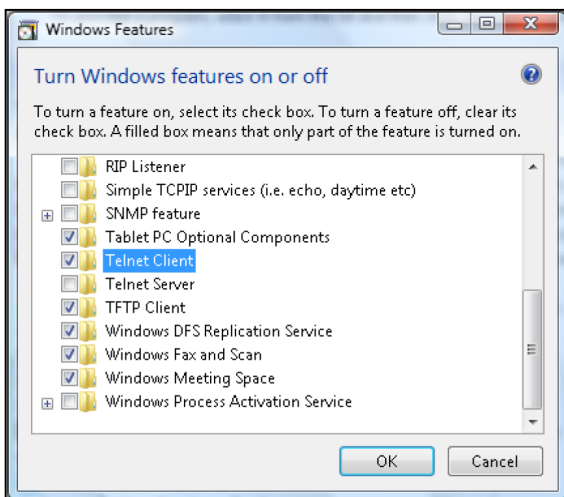 Windows Features
Turn Windows features on or off
To turn a feature on, select its check box. To turn a feature off, clear its
check box. A filled box means that only part of the feature is turned on.
RIP Listener
Simple TCPIP services (i.e. echo, daytime etc)
SNMP feature
Tablet PC Optional Components
Telnet Client
Telnet Server
TFTP Client
Windows DFS Replication Service
Windows Fax and Scan
Windows Meeting Space
Windows Process Activation Service
OK
Cancel